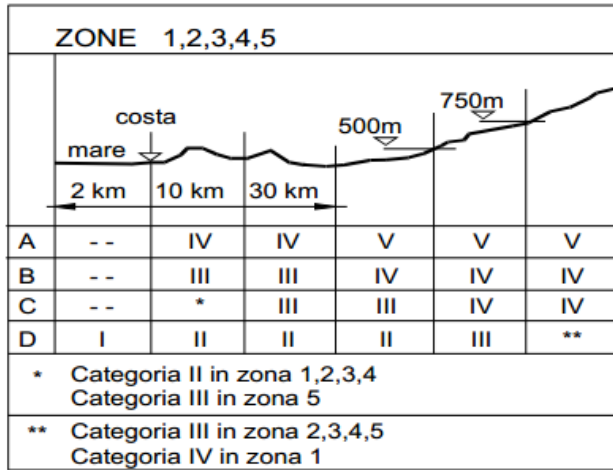 ZONE 1,2,3,4,5
750m
costa
500m
mare
2 km 10 km 30 km
A -- IV IV V V V
B -- III III IV IV IV
C -- * III III IV IV
D I II II II III **
* Categoria II in zona 1,2,3,4
Categoria III in zona 5
** Categoria III in zona 2,3,4,5
Categoria IV in zona 1